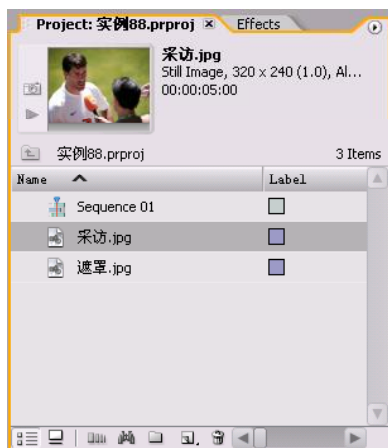 Project: 实例88.prproj × Effects
采访.jpg
Still Image, 320 x 240 (1.0), Al...
00:00:05:00
实例88.prproj 3 Items
Name Label
Sequence 01
采访.jpg
遮罩.jpg